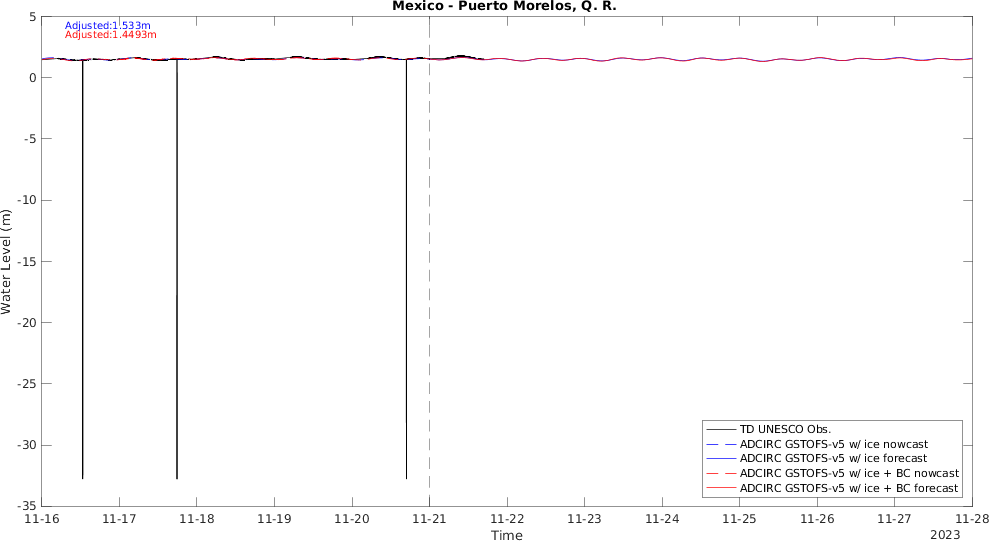 Mexico - Puerto Morelos, Q. R.
Adjusted:1.533m
Adjusted:1.4493m
5
0
-5
-10
-15
-20
-25
-30
-35
Water Level (m)
11-16 11-17 11-18 11-19 11-20 11-21 11-22 11-23 11-24 11-25 11-26 11-27 11-28
Time
2023
TD UNESCO Obs.
ADCIRC GSTOFS-v5 w/ ice nowcast
ADCIRC GSTOFS-v5 w/ ice forecast
ADCIRC GSTOFS-v5 w/ ice + BC nowcast
ADCIRC GSTOFS-v5 w/ ice + BC forecast